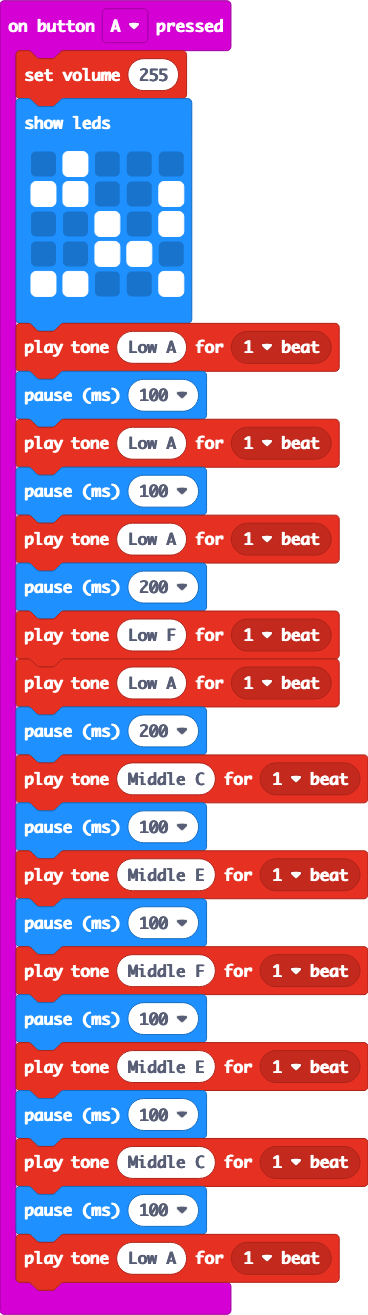 on button A pressed
set volume 255
show leds
play tone Low A for 1 beat
pause (ms) 100
play tone Low A for 1 beat
pause (ms) 100
play tone Low A for 1 beat
pause (ms) 200
play tone Low F for 1 beat
play tone Low A for 1 beat
pause (ms) 200
play tone Middle C for 1 beat
pause (ms) 100
play tone Middle E for 1 beat
pause (ms) 100
play tone Middle F for 1 beat
pause (ms) 100
play tone Middle E for 1 beat
pause (ms) 100
play tone Middle C for 1 beat
pause (ms) 100
play tone Low A for 1 beat